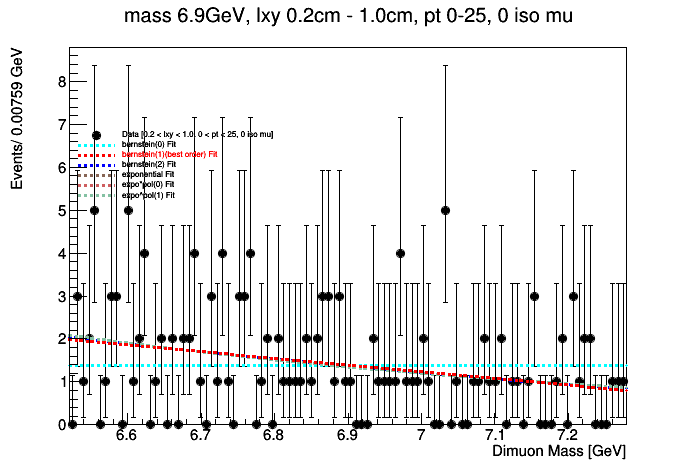 mass 6.9GeV, lxy 0.2cm - 1.0cm, pt 0-25, 0 iso mu
Events/ 0.00759 GeV
8
7
6
5
4
3
2
1
0
Data [0.2 < lxy < 1.0, 0 < pt < 25, 0 iso mu]
bernstein(0) Fit
bernstein(1)(best order) Fit
bernstein(2) Fit
exponential Fit
expo*pol(0) Fit
expo*pol(1) Fit
6.6 6.7 6.8 6.9 7 7.1 7.2
Dimuon Mass [GeV]